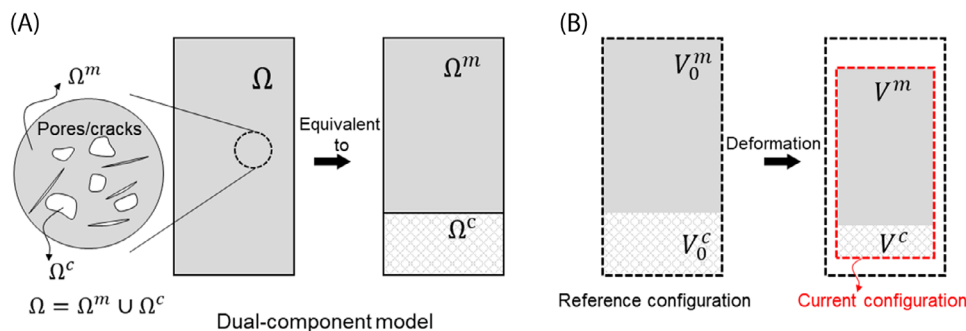 (A)
Ω^m
Pores/cracks
Ω^c
Ω = Ω^m ∪ Ω^c
Ω
Equivalent
to
Ω^m
Ω^c
Dual-component model
(B)
V_0^m
V_0^c
Reference configuration
Deformation
V^m
V^c
Current configuration